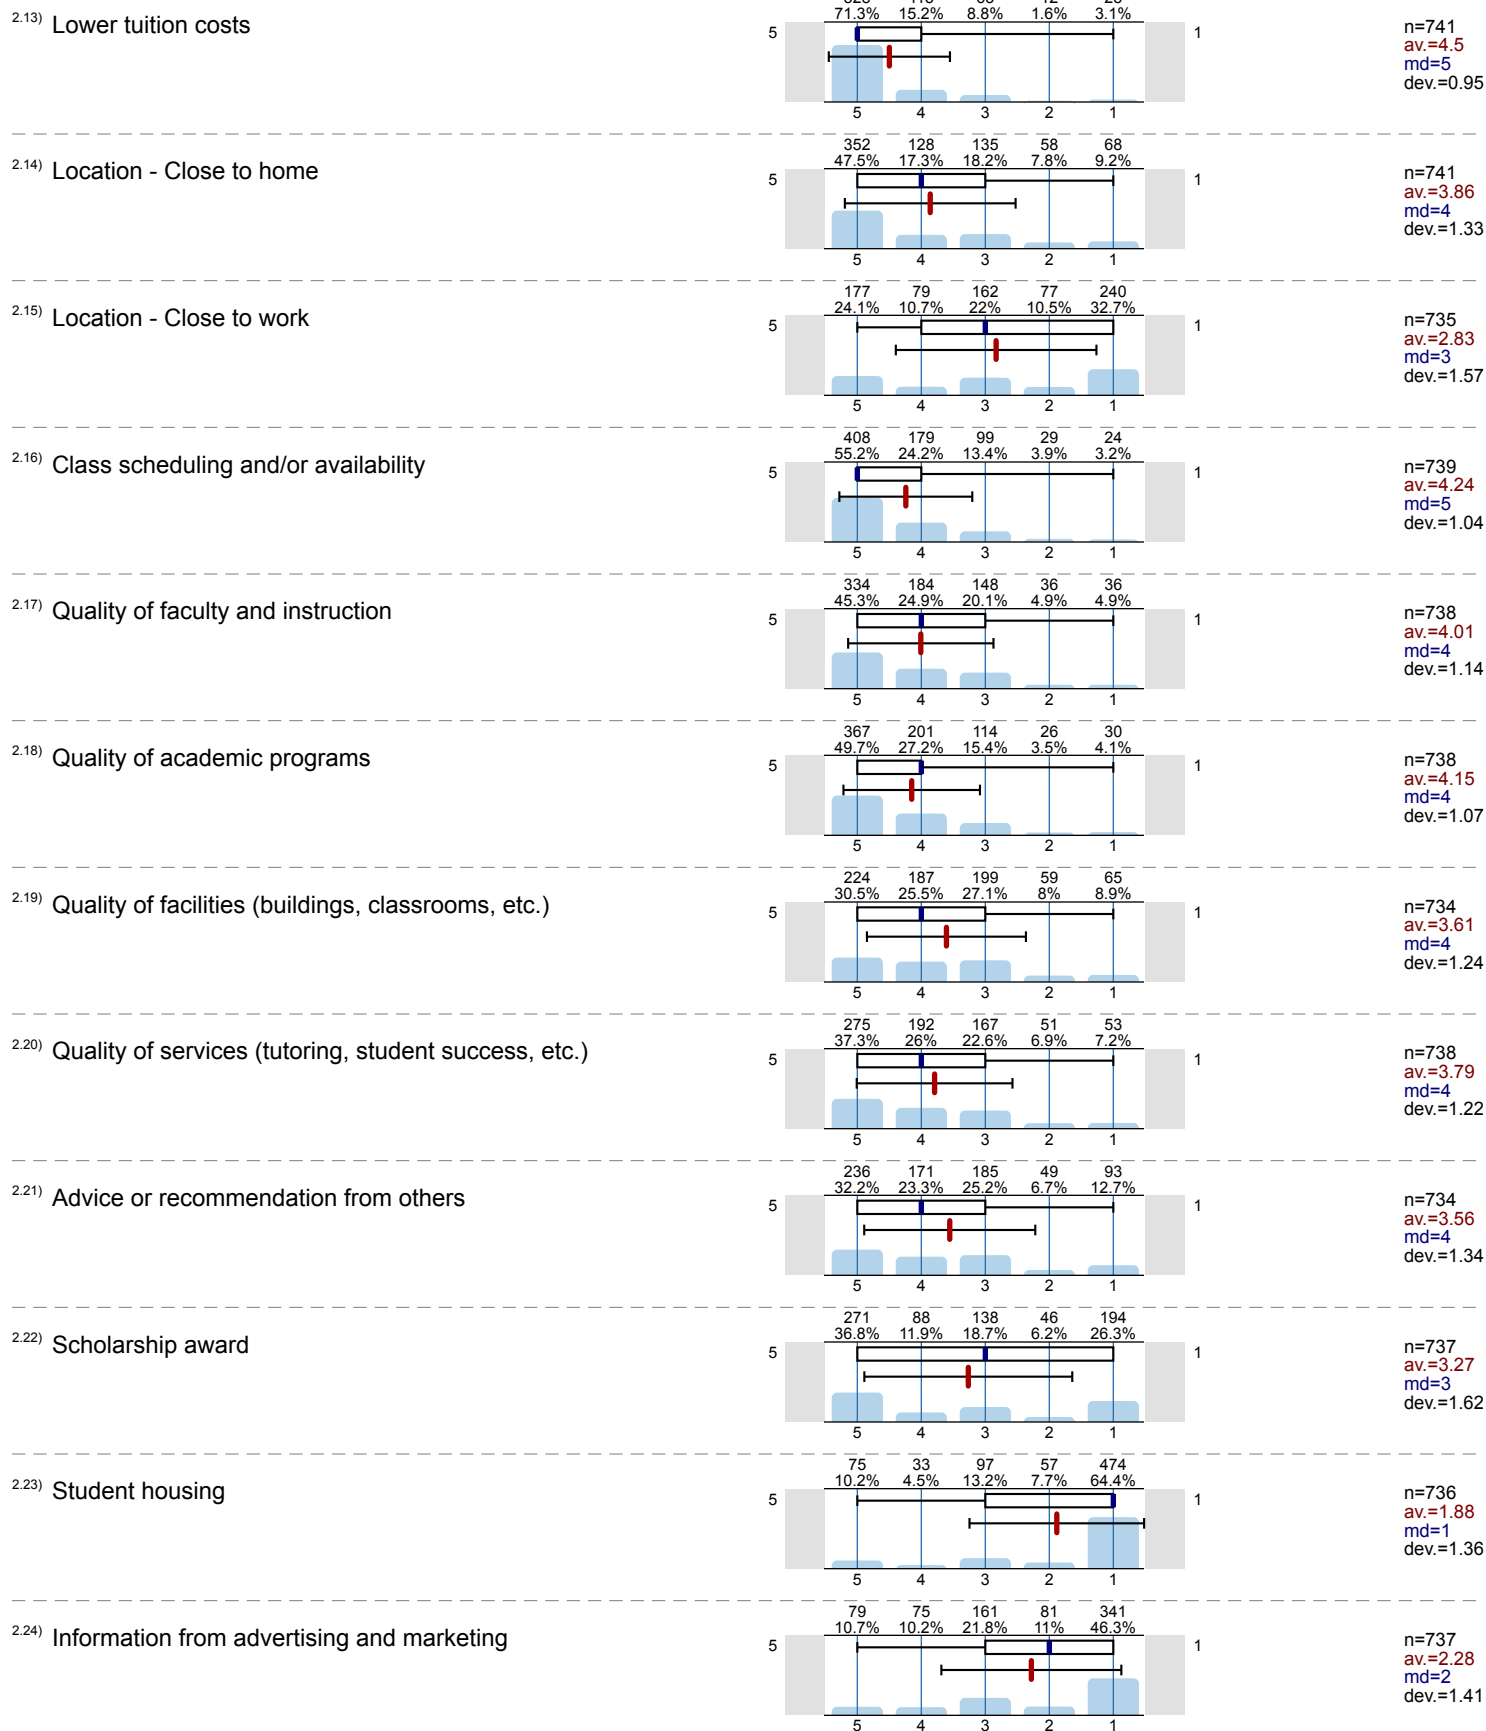 71.3% 15.2% 8.8% 1.6% 3.1%
2.13) Lower tuition costs
5 1
n=741
av.=4.5
md=5
dev.=0.95
5 4 3 2 1
352 128 135 58 68
47.5% 17.3% 18.2% 7.8% 9.2%
2.14) Location - Close to home
5 1
n=741
av.=3.86
md=4
dev.=1.33
5 4 3 2 1
177 79 162 77 240
24.1% 10.7% 22% 10.5% 32.7%
2.15) Location - Close to work
5 1
n=735
av.=2.83
md=3
dev.=1.57
5 4 3 2 1
408 179 99 29 24
55.2% 24.2% 13.4% 3.9% 3.2%
2.16) Class scheduling and/or availability
5 1
n=739
av.=4.24
md=5
dev.=1.04
5 4 3 2 1
334 184 148 36 36
45.3% 24.9% 20.1% 4.9% 4.9%
2.17) Quality of faculty and instruction
5 1
n=738
av.=4.01
md=4
dev.=1.14
5 4 3 2 1
367 201 114 26 30
49.7% 27.2% 15.4% 3.5% 4.1%
2.18) Quality of academic programs
5 1
n=738
av.=4.15
md=4
dev.=1.07
5 4 3 2 1
224 187 199 59 65
30.5% 25.5% 27.1% 8% 8.9%
2.19) Quality of facilities (buildings, classrooms, etc.)
5 1
n=734
av.=3.61
md=4
dev.=1.24
5 4 3 2 1
275 192 167 51 53
37.3% 26% 22.6% 6.9% 7.2%
2.20) Quality of services (tutoring, student success, etc.)
5 1
n=738
av.=3.79
md=4
dev.=1.22
5 4 3 2 1
236 171 185 49 93
32.2% 23.3% 25.2% 6.7% 12.7%
2.21) Advice or recommendation from others
5 1
n=734
av.=3.56
md=4
dev.=1.34
5 4 3 2 1
271 88 138 46 194
36.8% 11.9% 18.7% 6.2% 26.3%
2.22) Scholarship award
5 1
n=737
av.=3.27
md=3
dev.=1.62
5 4 3 2 1
75 33 97 57 474
10.2% 4.5% 13.2% 7.7% 64.4%
2.23) Student housing
5 1
n=736
av.=1.88
md=1
dev.=1.36
5 4 3 2 1
79 75 161 81 341
10.7% 10.2% 21.8% 11% 46.3%
2.24) Information from advertising and marketing
5 1
n=737
av.=2.28
md=2
dev.=1.41
5 4 3 2 1